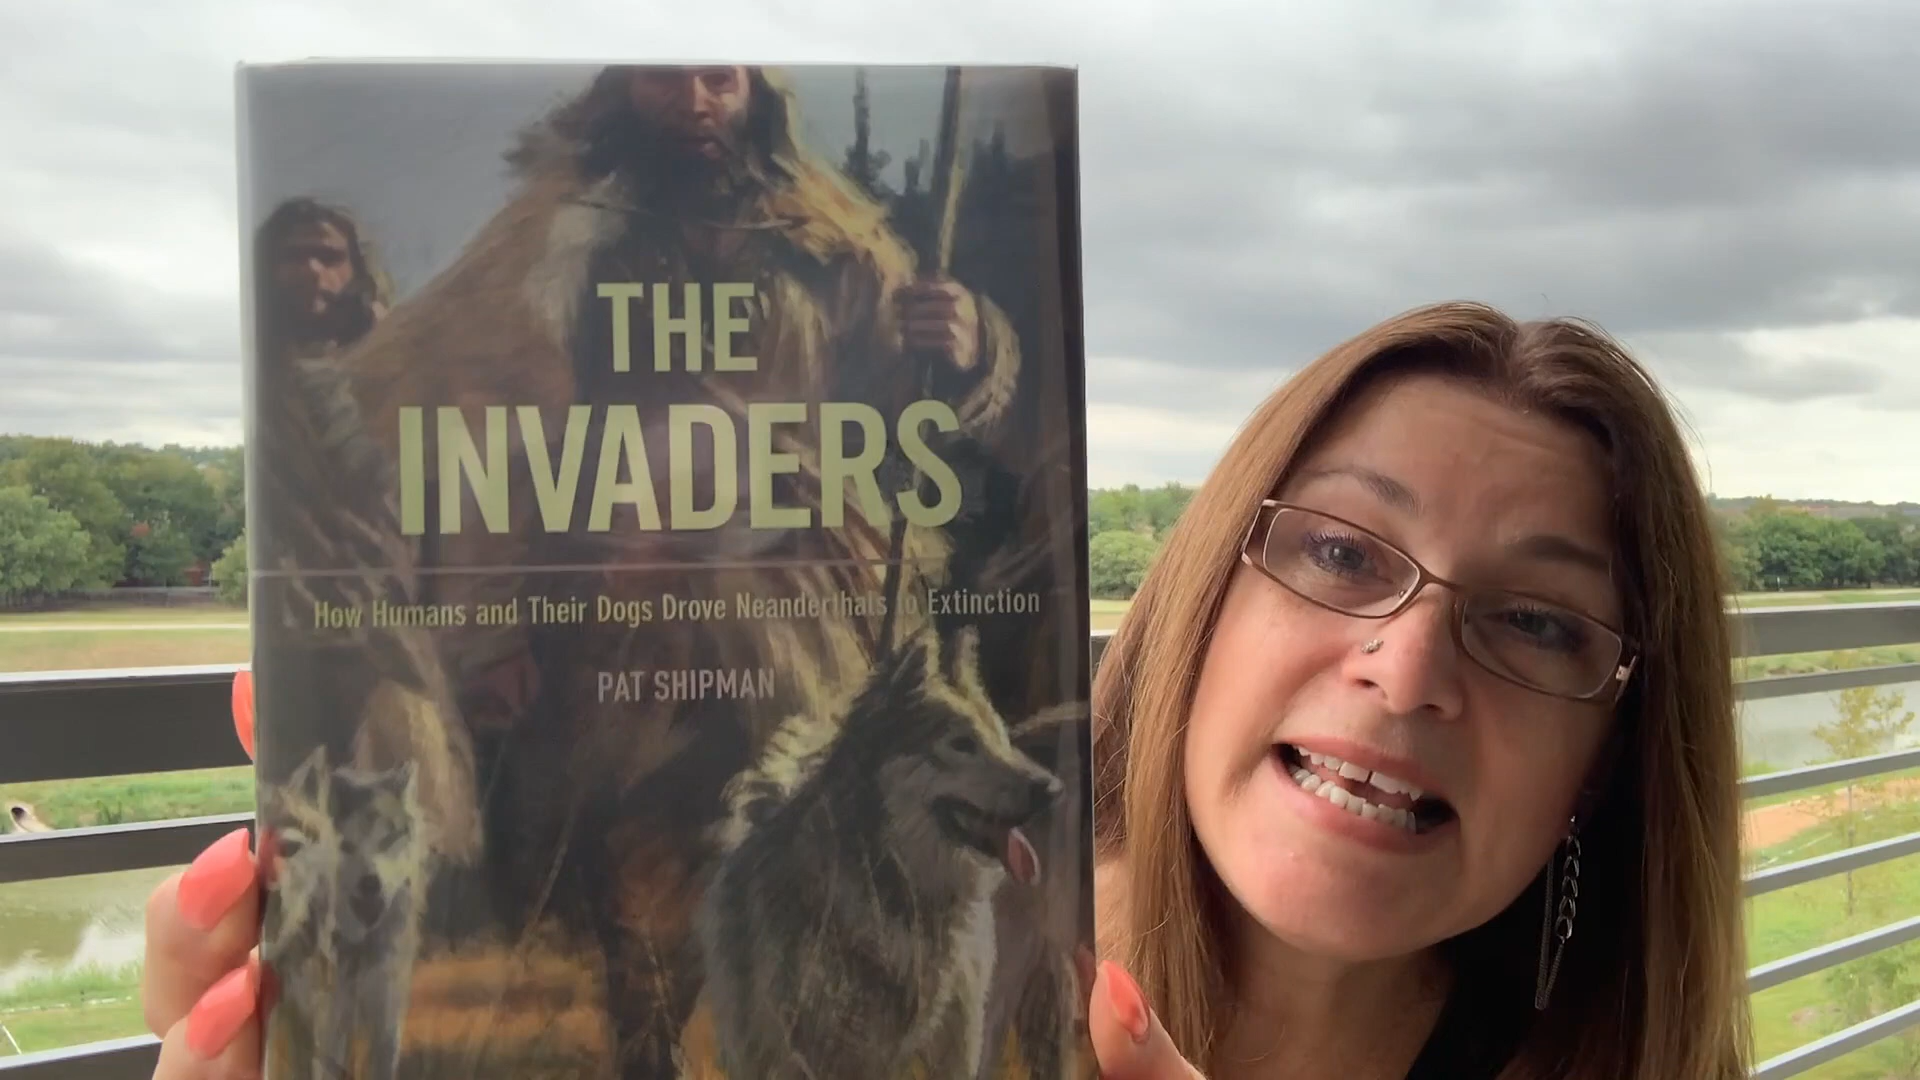 THE
INVADERS
How Humans and Their Dogs Drove Neanderthals to Extinction
PAT SHIPMAN